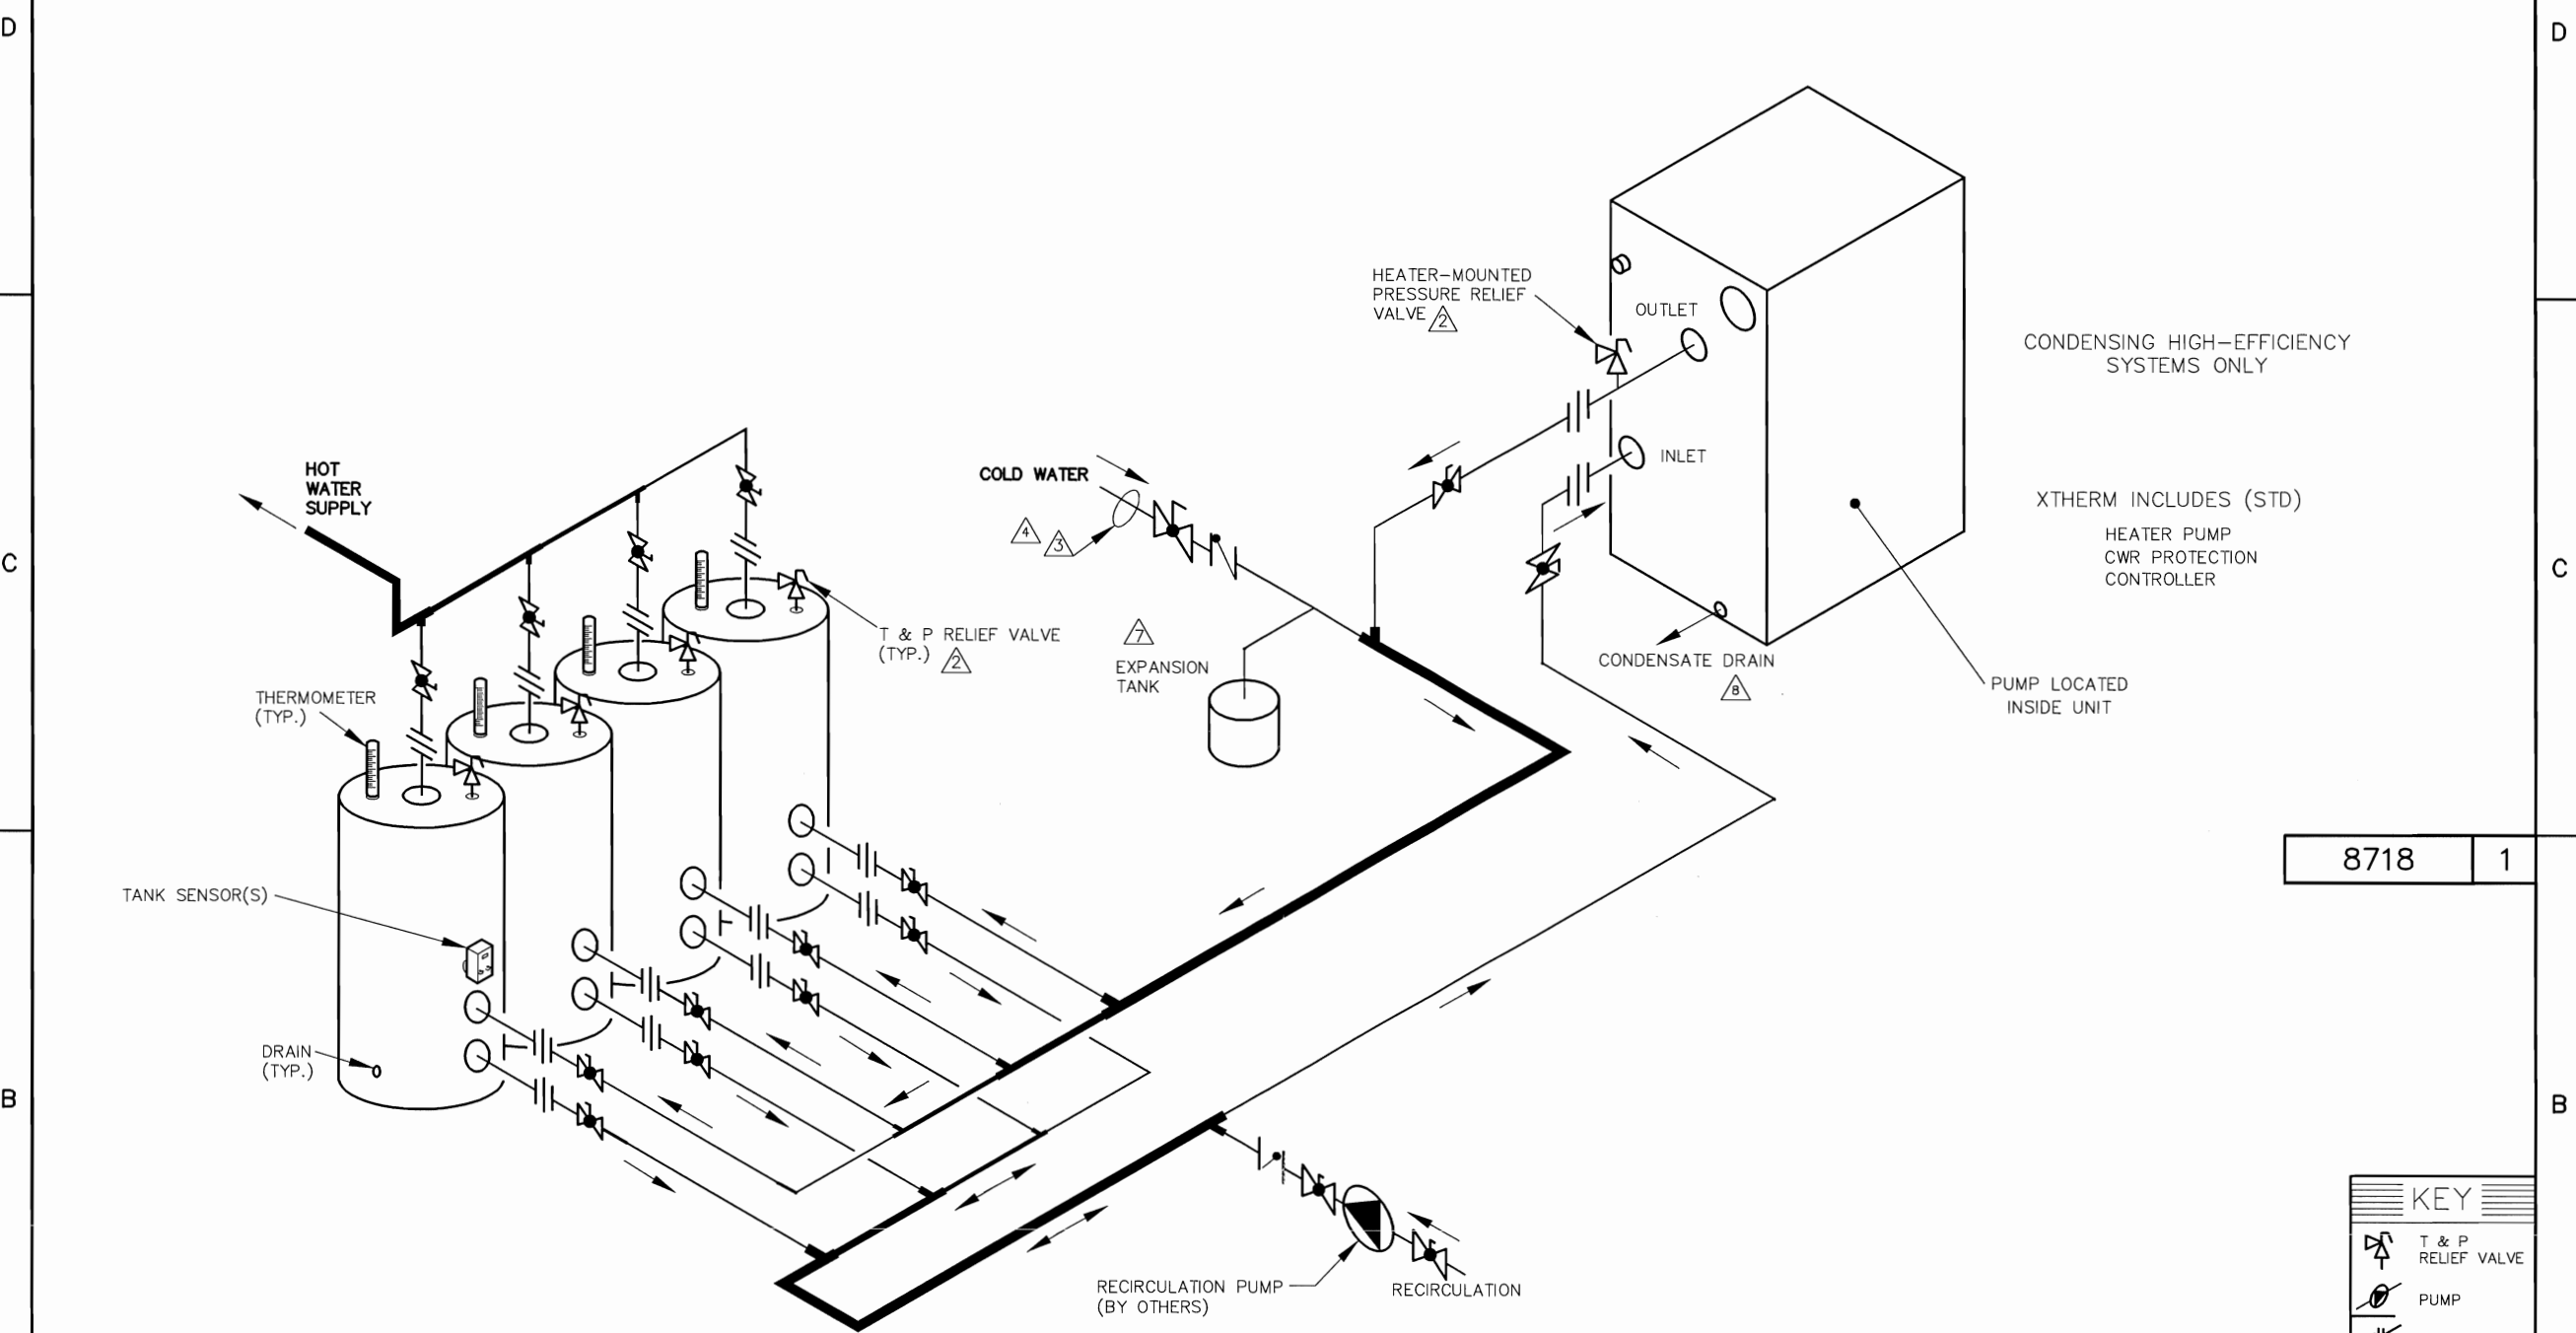 D
D
HEATER-MOUNTED
PRESSURE RELIEF
VALVE 2
OUTLET
CONDENSING HIGH-EFFICIENCY
SYSTEMS ONLY
INLET
HOT
WATER
SUPPLY
COLD WATER
4
3
XTHERM INCLUDES (STD)
HEATER PUMP
CWR PROTECTION
CONTROLLER
C
C
T & P RELIEF VALVE
(TYP.) 2
7
EXPANSION
TANK
CONDENSATE DRAIN
8
PUMP LOCATED
INSIDE UNIT
THERMOMETER
(TYP.)
8718 1
TANK SENSOR(S)
DRAIN
(TYP.)
B
B
KEY
T & P
RELIEF VALVE
PUMP
RECIRCULATION PUMP
(BY OTHERS)
RECIRCULATION